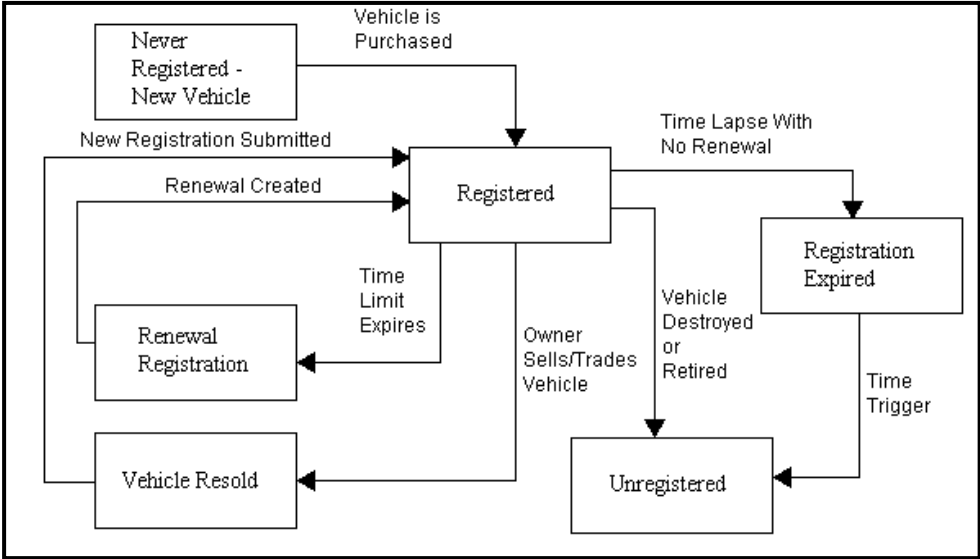 Vehicle is
Purchased
Never
Registered -
New Vehicle
New Registration Submitted
Time Lapse With
No Renewal
Renewal Created
Registered
Registration
Expired
Time
Limit
Expires
Vehicle
Destroyed
or
Retired
Owner
Sells/Trades
Vehicle
Renewal
Registration
Time
Trigger
Vehicle Resold
Unregistered